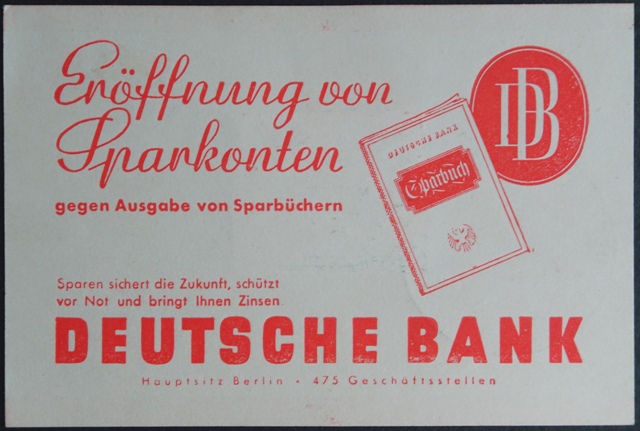 Eröffnung von
Sparkonten
gegen Ausgabe von Sparbüchern
DEUTSCHE BANK
Sparbuch
DB
Sparen sichert die Zukunft, schützt
vor Not und bringt Ihnen Zinsen.
DEUTSCHE BANK
Hauptsitz Berlin • 475 Geschäftsstellen